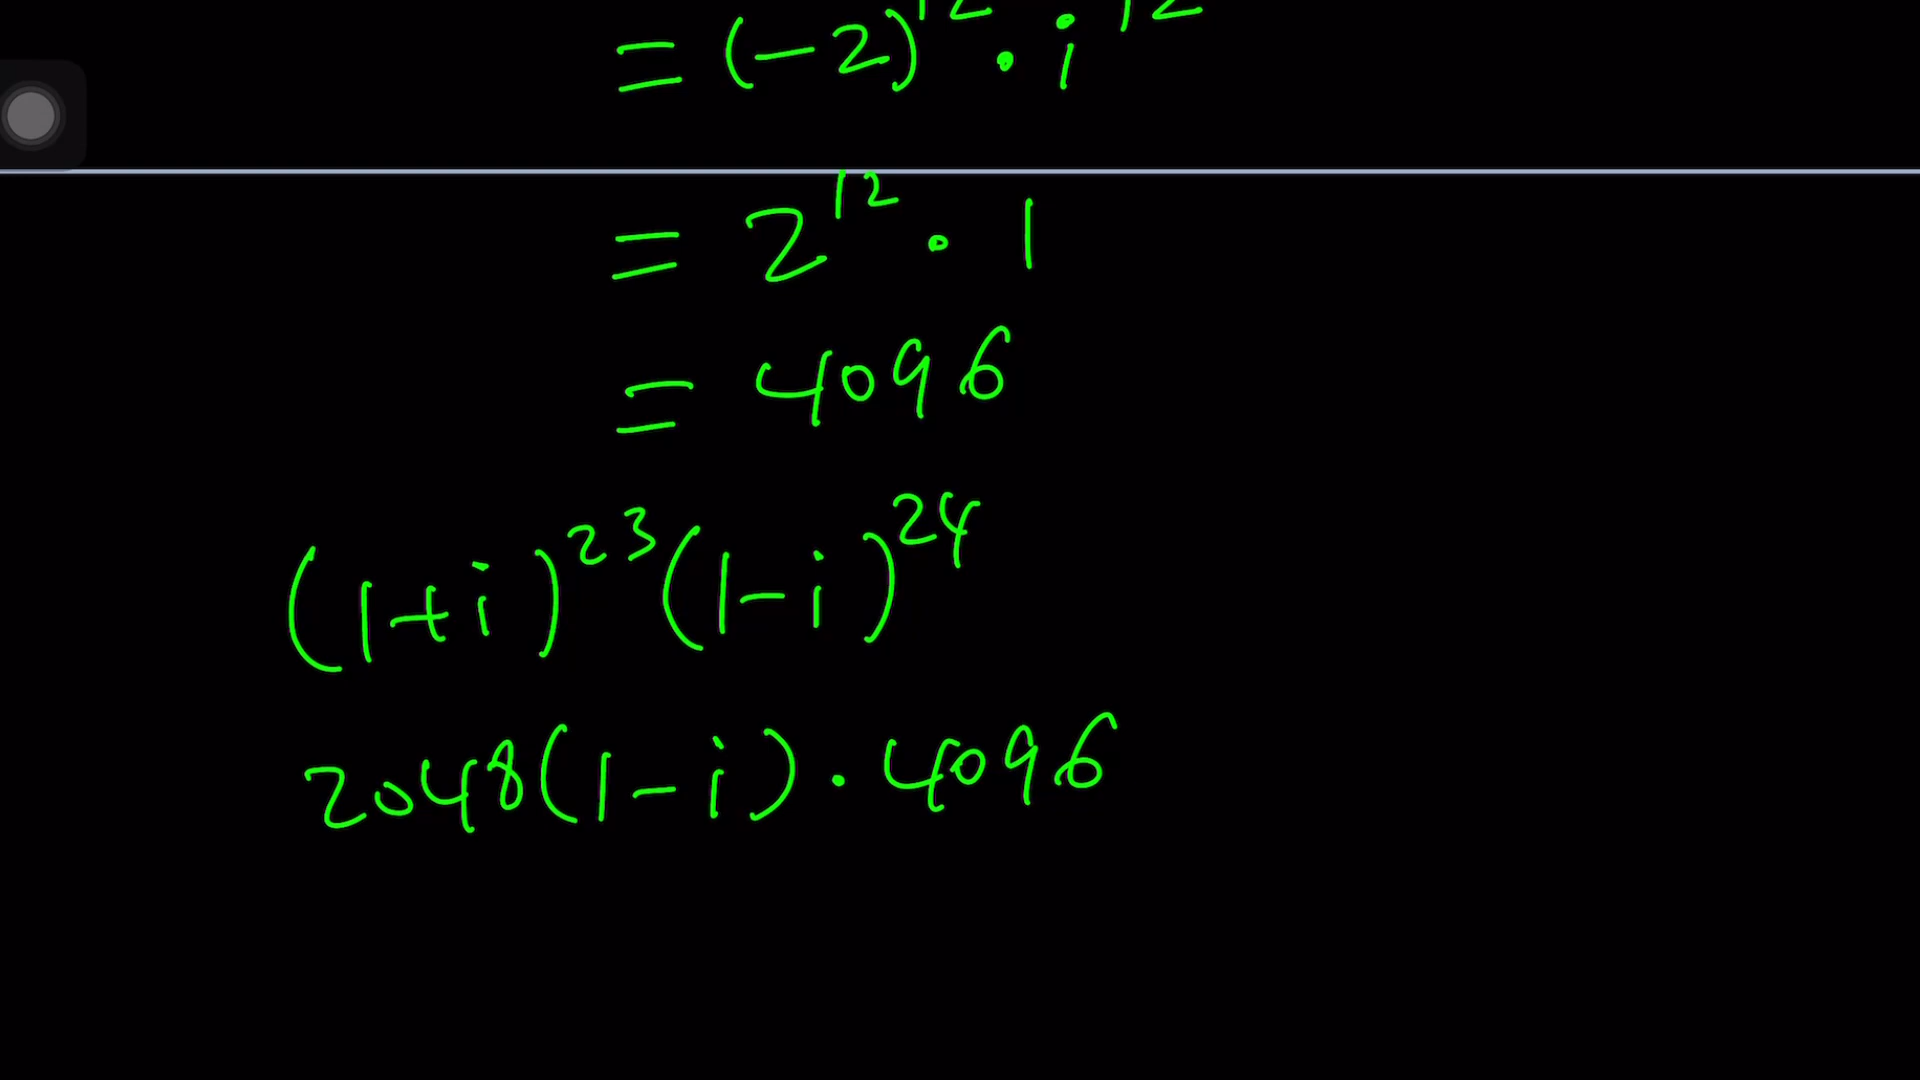 = (-2)¹² · i¹²
= 2¹² · 1
= 4096
(1+i)²³(1-i)²⁴
2048(1-i) · 4096